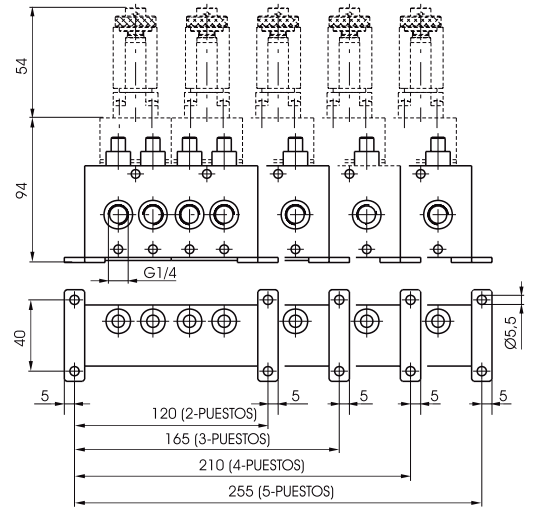 54
94
G1/4
40
Ø5,5
5
5
5
5
5
120 (2-PUESTOS)
165 (3-PUESTOS)
210 (4-PUESTOS)
255 (5-PUESTOS)